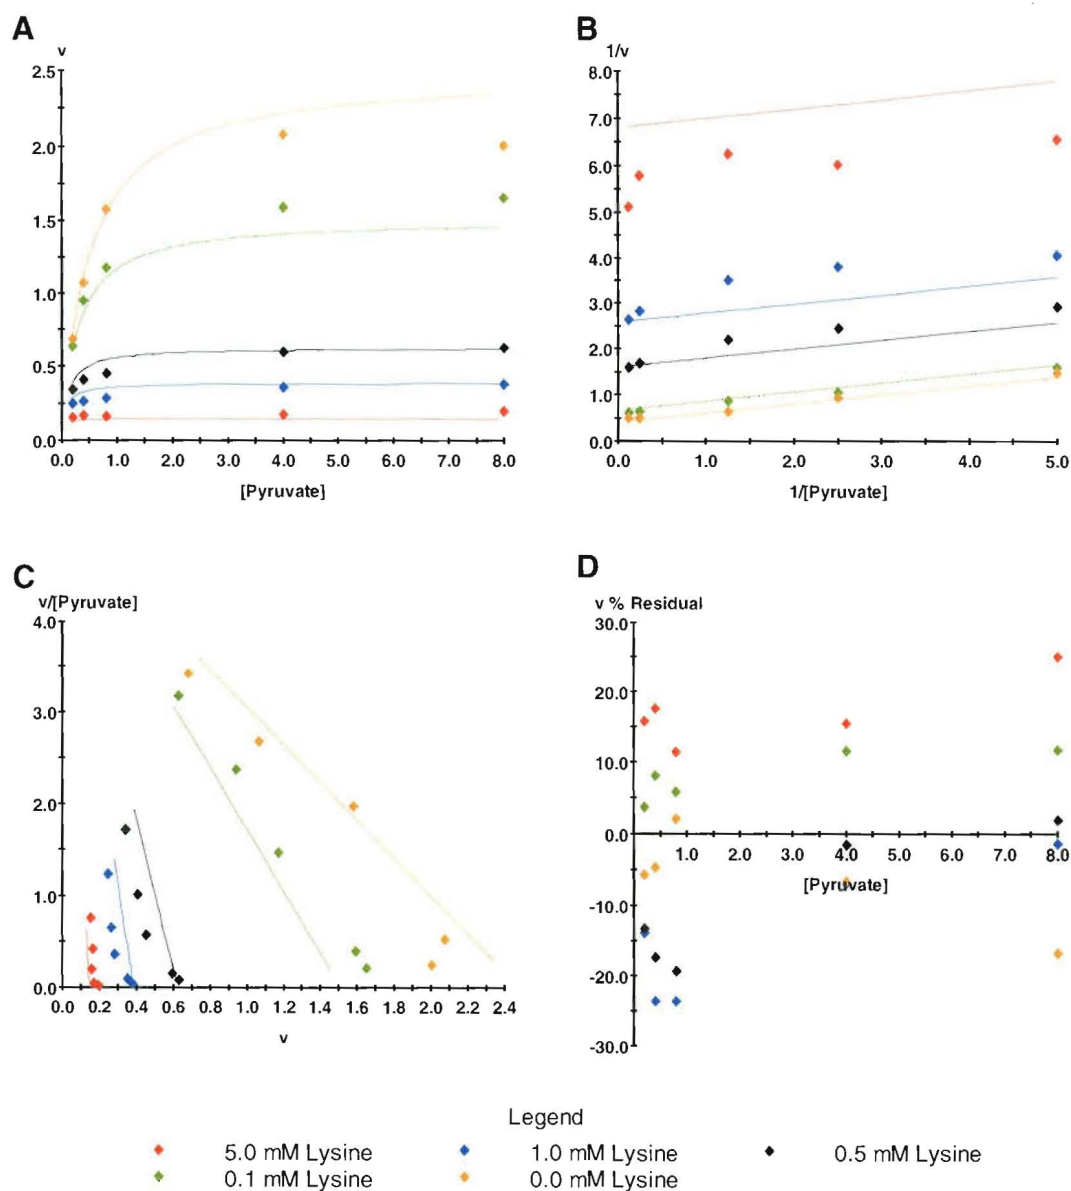 A
v
2.5
2.0
1.5
1.0
0.5
0.0
0.0 1.0 2.0 3.0 4.0 5.0 6.0 7.0 8.0
[Pyruvate]
B
1/v
8.0
7.0
6.0
5.0
4.0
3.0
2.0
1.0
0.0
0.0 1.0 2.0 3.0 4.0 5.0
1/[Pyruvate]
C
v/[Pyruvate]
4.0
3.0
2.0
1.0
0.0
0.0 0.2 0.4 0.6 0.8 1.0 1.2 1.4 1.6 1.8 2.0 2.2 2.4
v
D
v % Residual
30.0
20.0
10.0
0.0
1.0 2.0 3.0 4.0 5.0 6.0 7.0 8.0
[Pyruvate]
-10.0
-20.0
-30.0
Legend
5.0 mM Lysine 1.0 mM Lysine 0.5 mM Lysine
0.1 mM Lysine 0.0 mM Lysine